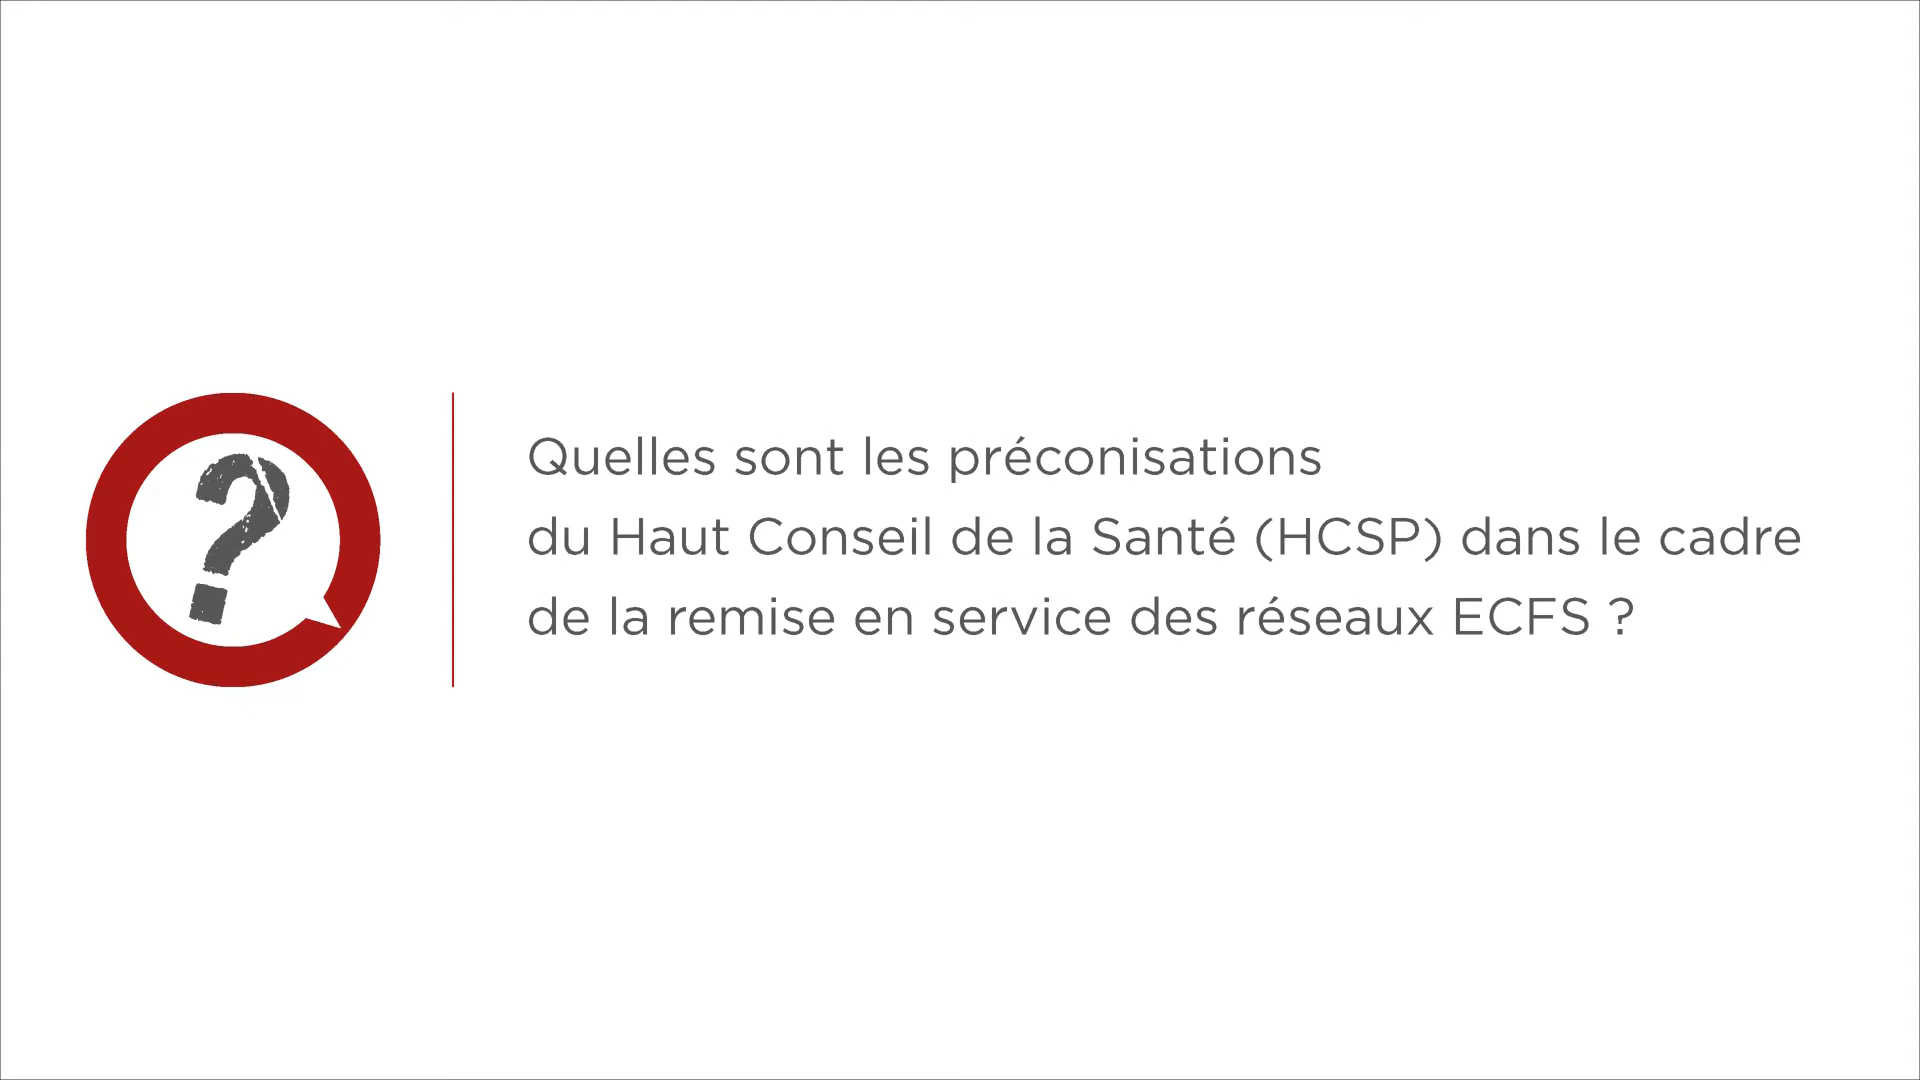 ?
Quelles sont les préconisations
du Haut Conseil de la Santé (HCSP) dans le cadre
de la remise en service des réseaux ECFS ?